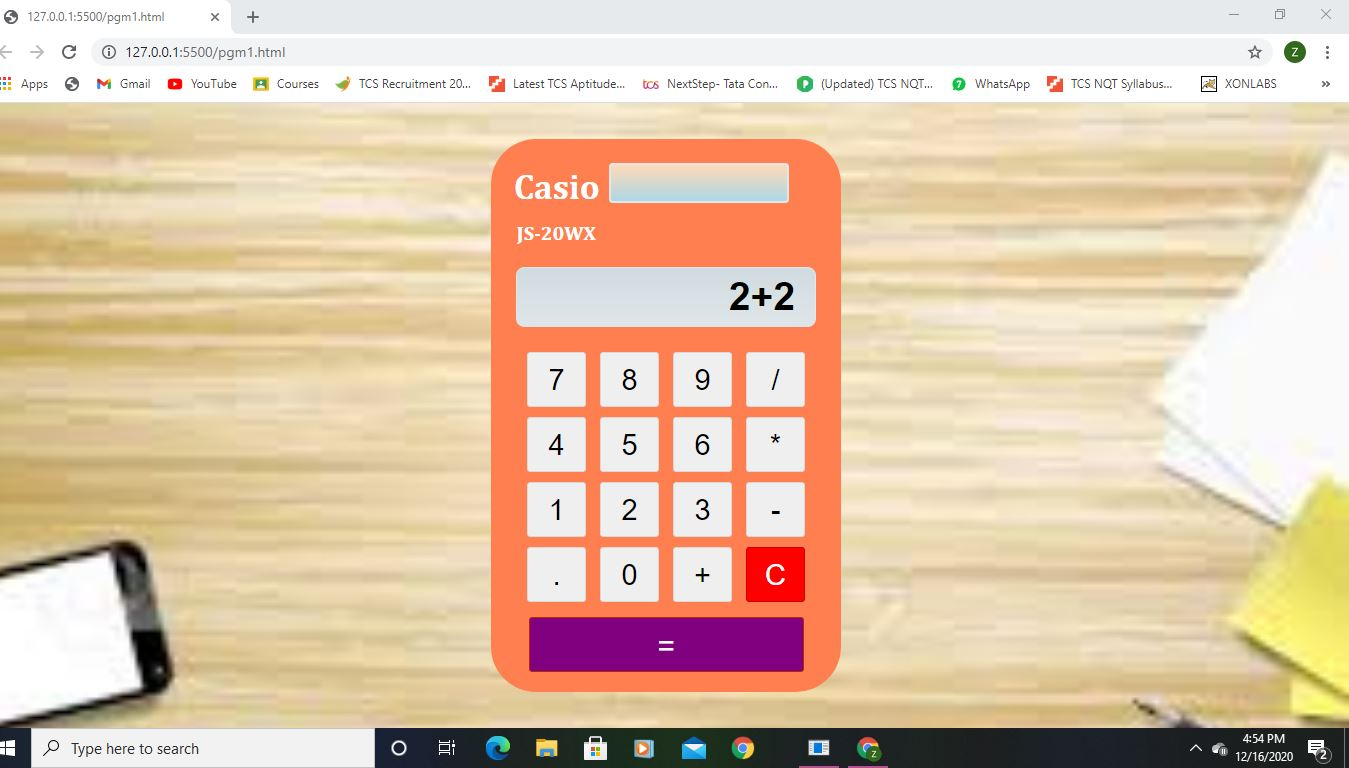 127.0.0.1:5500/pgm1.html
127.0.0.1:5500/pgm1.html
Z
Apps Gmail YouTube Courses TCS Recruitment 20... Latest TCS Aptitude... tcs NextStep- Tata Con... (Updated) TCS NQT... WhatsApp TCS NQT Syllabus... XONLABS »
Casio
JS-20WX
2+2
7 8 9 /
4 5 6 *
1 2 3 -
. 0 + C
=
Type here to search
Z
4:54 PM
12/16/2020
2